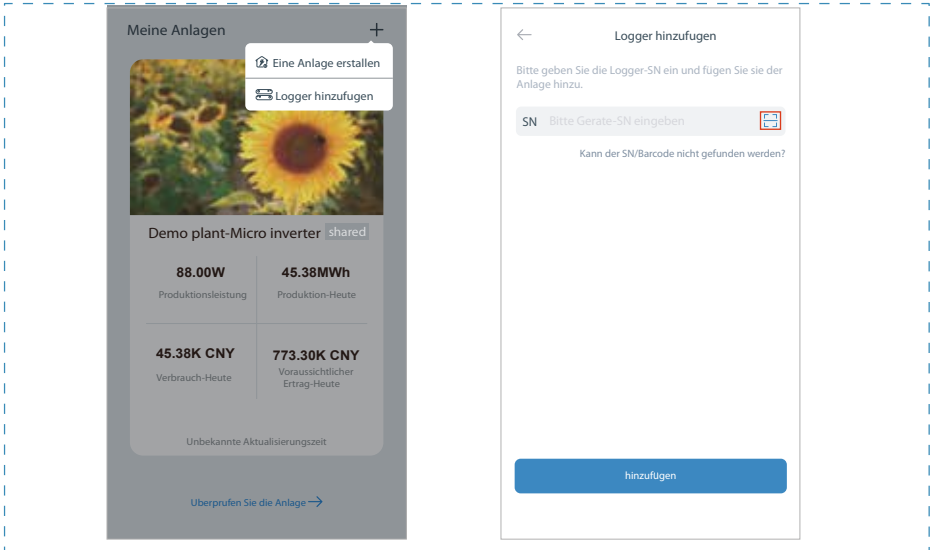 Meine Anlagen
Eine Anlage erstallen
Logger hinzufugen
Demo plant-Micro inverter shared
88.00W
Produktionsleistung
45.38MWh
Produktion-Heute
45.38K CNY
Verbrauch-Heute
773.30K CNY
Voraussichtlicher
Ertrag-Heute
Unbekannte Aktualisierungszeit
Uberprufen Sie die Anlage
Logger hinzufugen
Bitte geben Sie die Logger-SN ein und fügen Sie sie der
Anlage hinzu.
SN Bitte Gerate-SN eingeben
Kann der SN/Barcode nicht gefunden werden?
hinzufügen